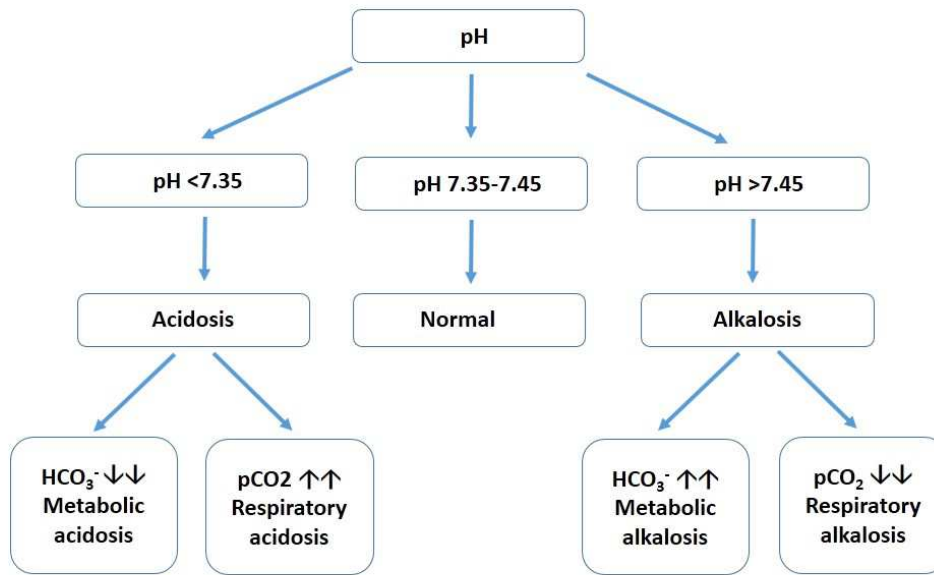 pH
pH <7.35
pH 7.35-7.45
pH >7.45
Acidosis
Normal
Alkalosis
HCO₃⁻ ↓↓
Metabolic
acidosis
pCO2 ↑↑
Respiratory
acidosis
HCO₃⁻ ↑↑
Metabolic
alkalosis
pCO₂ ↓↓
Respiratory
alkalosis